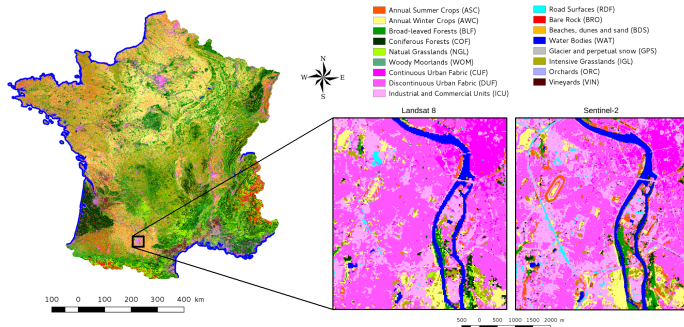 Annual Summer Crops (ASC)
Annual Winter Crops (AWC)
Broad-leaved Forests (BLF)
Coniferous Forests (COF)
Natual Grasslands (NGL)
Woody Moorlands (WOM)
Continuous Urban Fabric (CUF)
Discontinuous Urban Fabric (DUF)
Industrial and Commercial Units (ICU)
Road Surfaces (RDF)
Bare Rock (BRO)
Beaches, dunes and sand (BDS)
Water Bodies (WAT)
Glacier and perpetual snow (GPS)
Intensive Grasslands (IGL)
Orchards (ORC)
Vineyards (VIN)
N
W E
S
Landsat 8
Sentinel-2
100 0 100 200 300 400 km
500 0 500 1000 1500 2000 m